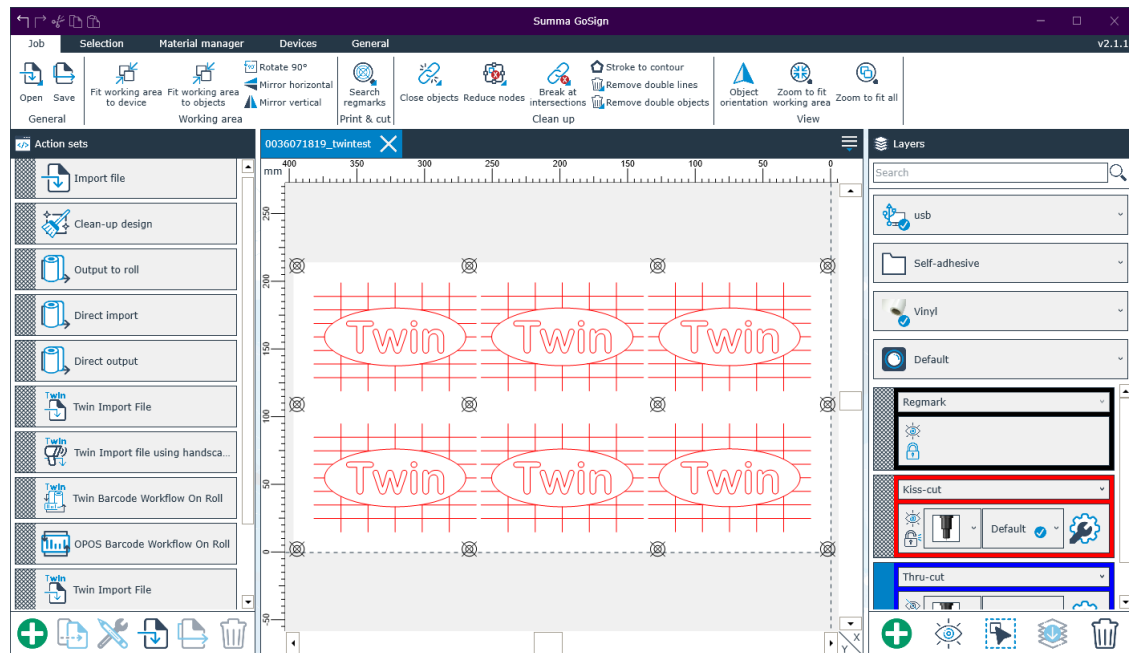 Summa GoSign
Job Selection Material manager Devices General v2.1.1
Open Save
General
Fit working area to device
Fit working area to objects
Rotate 90°
Mirror horizontal
Mirror vertical
Working area
Search regmarks
Print & cut
Close objects
Reduce nodes
Break at intersections
Stroke to contour
Remove double lines
Remove double objects
Clean up
Object orientation
Zoom to fit working area
Zoom to fit all
View
Action sets
Import file
Clean-up design
Output to roll
Direct import
Direct output
Twin
Twin Import File
Twin
Twin Import file using handsca...
Twin
Twin Barcode Workflow On Roll
OPOS Barcode Workflow On Roll
Twin
Twin Import File
0036071819_twintest
mm 400 350 300 250 200 150 100 50 0
250
200
150
100
50
0
-50
Twin Twin Twin
Twin Twin Twin
X
Y
Layers
Search
usb
Self-adhesive
Vinyl
Default
Regmark
Kiss-cut
Default
Thru-cut